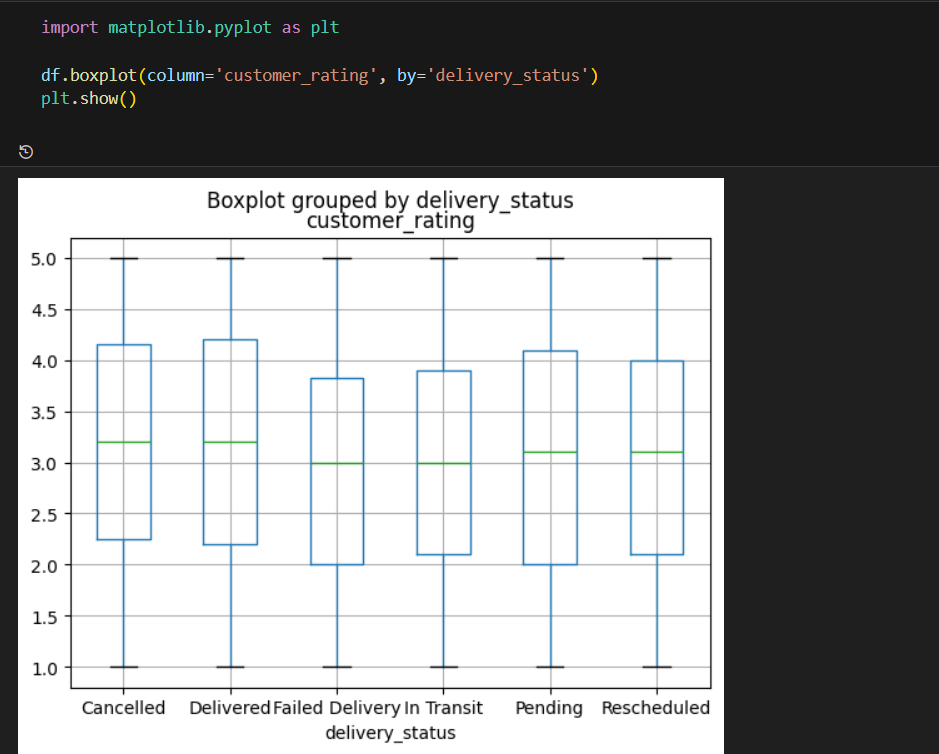 import matplotlib.pyplot as plt
df.boxplot(column='customer_rating', by='delivery_status')
plt.show()
Boxplot grouped by delivery_status
customer_rating
5.0
4.5
4.0
3.5
3.0
2.5
2.0
1.5
1.0
Cancelled Delivered Failed Delivery In Transit Pending Rescheduled
delivery_status